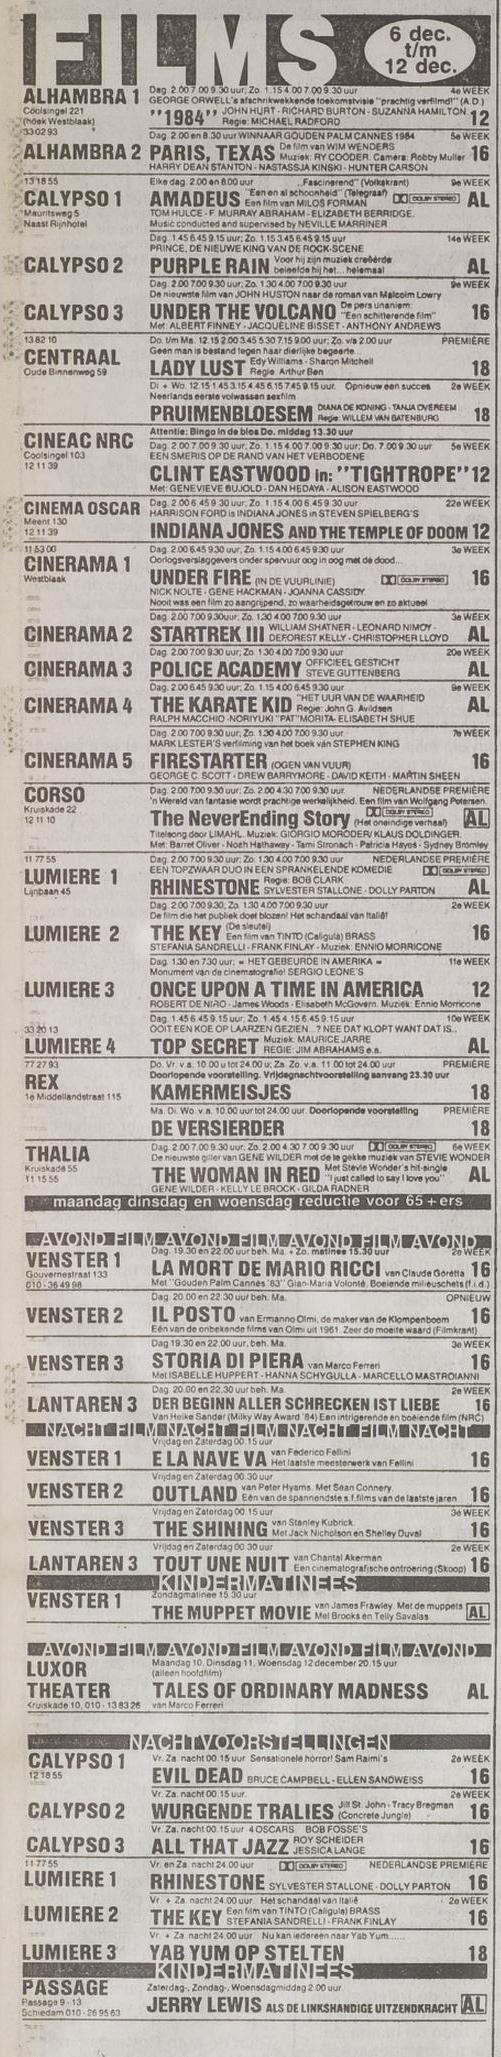 FILMS
6 dec.
t/m
12 dec.
ALHAMBRA 1
Coolsingel 221
(hoek Westblaak)
33 02 93
Dag. 2.00 7.00 9.30 uur; Zo. 1.15 4.00 7.00 9.30 uur 4e WEEK
GEORGE ORWELL's afschrikwekkende toekomstvisie "prachtig verfilmd!" (A.D.)
"1984" JOHN HURT - RICHARD BURTON - SUZANNA HAMILTON
Regie: MICHAEL RADFORD 12
ALHAMBRA 2
Dag. 2.00 en 8.30 uur WINNAAR GOUDEN PALM CANNES 1984 5e WEEK
PARIS, TEXAS De film van WIM WENDERS
Muziek: RY COODER. Camera: Robby Muller 16
HARRY DEAN STANTON - NASTASSJA KINSKI - HUNTER CARSON
13 18 55
CALYPSO 1
Mauritsweg 5
Naast Rijnhotel
Elke dag. 2.00 en 8.00 uur „Fascinerend" (Volkskrant) 9e WEEK
AMADEUS "Een en al schoonheid" (Telegraaf) DOLBY STEREO
Een film van MILOS FORMAN AL
TOM HULCE - F. MURRAY ABRAHAM - ELIZABETH BERRIDGE.
Music conducted and supervised by NEVILLE MARRINER
CALYPSO 2
Dag. 1.45 6.45 9.15 uur; Zo. 1.15 3.45 6.45 9.15 uur 14e WEEK
PRINCE, DE NIEUWE KING VAN DE ROCK-SCENE
PURPLE RAIN Voor hij zijn muziek creëerde
beleefde hij het... helemaal AL
CALYPSO 3
Dag. 2.00 7.00 9.30 uur; Zo. 1.30 4.00 7.00 9.30 uur 9e WEEK
De nieuwste film van JOHN HUSTON naar de roman van Malcolm Lowry
UNDER THE VOLCANO De pers unaniem:
"Een schitterende film" 16
Met: ALBERT FINNEY - JACQUELINE BISSET - ANTHONY ANDREWS
13 82 10
CENTRAAL
Oude Binnenweg 59
Do. t/m Ma. 12.15 2.00 3.45 5.30 7.15 9.00 uur; Zo. v/a 2.00 uur PREMIÈRE
Geen man is bestand tegen haar dierlijke begeerte...
LADY LUST Edy Williams - Sharon Mitchell
Regie: Arthur Ben 18
Di + Wo. 12.15 1.45 3.15 4.45 6.15 7.45 9.15 uur. Opnieuw een succes 2e WEEK
Neerlands eerste volwassen sexfilm
PRUIMENBLOESEM DIANA DE KONING - TANJA OVEREEM
Regie: WILLEM VAN BATENBURG 18
CINEAC NRC
Coolsingel 103
12 11 39
Attentie: Bingo in de bios Do. middag 13.30 uur
Dag. 2.00 7.00 9.30 uur; Zo. 1.15 4.00 7.00 9.30 uur; Do. 7.00 9.30 uur 5e WEEK
EEN SMERIS OP DE RAND VAN HET VERBODENE
CLINT EASTWOOD in: "TIGHTROPE" 12
Met: GENEVIEVE BUJOLD - DAN HEDAYA - ALISON EASTWOOD
CINEMA OSCAR
Meent 130
12 11 39
Dag. 2.00 6.45 9.30 uur; Zo. 1.15 4.00 6.45 9.30 uur 22e WEEK
HARRISON FORD is INDIANA JONES in STEVEN SPIELBERG'S
INDIANA JONES AND THE TEMPLE OF DOOM 12
11 53 00
CINERAMA 1
Westblaak
Dag. 2.00 6.45 9.30 uur; Zo. 1.15 4.00 6.45 9.30 uur 3e WEEK
Oorlogsverslaggevers onder spervuur oog in oog met de dood...
UNDER FIRE (IN DE VUURLINIE) DOLBY STEREO 16
NICK NOLTE - GENE HACKMAN - JOANNA CASSIDY.
Nooit was een film zo aangrijpend, zo waarheidsgetrouw en zo aktueel
CINERAMA 2
Dag. 2.00 7.00 9.30uur; Zo. 1.30 4.00 7.00 9.30 uur 3e WEEK
STARTREK III WILLIAM SHATNER - LEONARD NIMOY -
DEFOREST KELLY - CHRISTOPHER LLOYD AL
CINERAMA 3
Dag. 2.00 7.00 9.30 uur; Zo. 1.30 4.00 7.00 9.30 uur 20e WEEK
POLICE ACADEMY OFFICIEEL GESTICHT
STEVE GUTTENBERG AL
CINERAMA 4
Dag. 2.00 6.45 9.30 uur; Zo. 1.15 4.00 6.45 9.30 uur 9e WEEK
THE KARATE KID "HET UUR VAN DE WAARHEID
Regie: John G. Avildsen AL
RALPH MACCHIO - NORIYUKI "PAT" MORITA - ELISABETH SHUE
CINERAMA 5
Dag. 2.00 7.00 9.30 uur; Zo. 1.30 4.00 7.00 9.30 uur 7e WEEK
MARK LESTER's verfilming van het boek van STEPHEN KING
FIRESTARTER (OGEN VAN VUUR) 16
GEORGE C. SCOTT - DREW BARRYMORE - DAVID KEITH - MARTIN SHEEN
CORSO
Kruiskade 22
12 11 10
Dag. 2.00 7.00 9.30 uur; Zo. 2.00 4.30 7.00 9.30 uur NEDERLANDSE PREMIÈRE
'n Wereld van fantasie wordt prachtige werkelijkheid. Een film van Wolfgang Petersen.
The NeverEnding Story DOLBY STEREO
(Het oneindige verhaal) AL
Titelsong door LIMAHL. Muziek: GIORGIO MORODER/KLAUS DOLDINGER.
Met: Barret Oliver - Noah Hathaway - Tami Stronach - Patricia Hayes - Sydney Bromley
11 77 55
LUMIERE 1
Lijnbaan 45
Dag. 2.00 7.00 9.30 uur; Zo. 1.30 4.00 7.00 9.30 uur NEDERLANDSE PREMIÈRE
EEN TOPZWAAR DUO IN EEN SPRANKELENDE KOMEDIE DOLBY STEREO
RHINESTONE Regie: BOB CLARK
SYLVESTER STALLONE - DOLLY PARTON AL
LUMIERE 2
Dag. 2.00 7.00 9.30; Zo. 1.30 4.00 7.00 9.30 uur 2e WEEK
De film die het publiek doet blozen! Het schandaal van Italië!
THE KEY (De sleutel)
Een film van TINTO (Caligula) BRASS 16
STEFANIA SANDRELLI - FRANK FINLAY - Muziek: ENNIO MORRICONE
LUMIERE 3
Dag. 1.30 en 7.30 uur; = HET GEBEURDE IN AMERIKA = 11e WEEK
Monument van de cinematografie! SERGIO LEONE'S
ONCE UPON A TIME IN AMERICA 12
ROBERT DE NIRO - James Woods - Elisabeth McGovern. Muziek: Ennio Morricone
33 20 13
LUMIERE 4
Dag. 1.45 6.45 9.15 uur; Zo. 1.45 4.15 6.45 9.15 uur 10e WEEK
OOIT EEN KOE OP LAARZEN GEZIEN...? NEE DAT KLOPT WANT DAT IS..
TOP SECRET Muziek: MAURICE JARRE
REGIE: JIM ABRAHAMS e.a. AL
77 27 93
REX
1e Middellandstraat 115
Do. Vr. v.a. 10.00 u tot 24.00 u; Za. Zo. v.a. 11.00 tot 24.00 uur PREMIÈRE
Doorlopende voorstelling. Vrijdagnachtvoorstelling aanvang 23.30 uur
KAMERMEISJES 18
Ma. Di. Wo. v.a. 10.00 uur tot 24.00 uur. Doorlopende voorstelling PREMIÈRE
DE VERSIERDER 18
THALIA
Kruiskade 55
11 15 55
Dag. 2.00 7.00 9.30 uur; Zo. 2.00 4.30 7.00 9.30 uur DOLBY STEREO 6e WEEK
De nieuwste giller van GENE WILDER met de te gekke muziek van STEVIE WONDER
THE WOMAN IN RED Met Stevie Wonder's hit-single
"I just called to say I love you" AL
GENE WILDER - KELLY LE BROCK - GILDA RADNER
maandag dinsdag en woensdag reductie voor 65+ers
AVOND FILM AVOND FILM AVOND FILM AVOND
VENSTER 1
Gouvernestraat 133
010 - 36 49 98
Dag. 19.30 en 22.00 uur beh. Ma. + Zo. matinee 15.30 uur 2e WEEK
LA MORT DE MARIO RICCI van Claude Goretta 16
Met "Gouden Palm Cannes '83" Gian-Maria Volonté. Boeiende milieuschets (f.i.d.)
VENSTER 2
Dag. 20.00 en 22.30 uur beh. Ma. OPNIEUW
IL POSTO van Ermanno Olmi, de maker van de Klompenboom 16
Eén van de onbekende films van Olmi uit 1961. Zeer de moeite waard (Filmkrant)
VENSTER 3
Dag 19.30 en 22.00 uur, beh. Ma. 3e WEEK
STORIA DI PIERA van Marco Ferreri 16
Met ISABELLE HUPPERT - HANNA SCHYGULLA - MARCELLO MASTROIANNI
LANTAREN 3
Dag. 20.00 en 22.30 uur beh. Ma 2e WEEK
DER BEGINN ALLER SCHRECKEN IST LIEBE 16
Van Helke Sander (Milky Way Award '84) Een intrigerende en boeiende film (NRC)
NACHT FILM NACHT FILM NACHT FILM NACHT
VENSTER 1
Vrijdag en Zaterdag 00.15 uur
E LA NAVE VA van Federico Fellini
Het laatste meesterwerk van Fellini 16
VENSTER 2
Vrijdag en Zaterdag 00.30 uur
OUTLAND van Peter Hyams. Met Sean Connery.
Eén van de spannendste s.f. films van de laatste jaren 16
VENSTER 3
Vrijdag en Zaterdag 00.15 uur 3e WEEK
THE SHINING van Stanley Kubrick.
Met Jack Nicholson en Shelley Duval 16
LANTAREN 3
Vrijdag en Zaterdag 00.30 uur 2e WEEK
TOUT UNE NUIT van Chantal Akerman
Een cinematografische ontroering (Skoop) 16
KINDERMATINEES
VENSTER 1
Zondagmatinee 15.30 uur
THE MUPPET MOVIE van James Frawley. Met de muppets
Mel Brooks en Telly Savalas AL
AVOND FILM AVOND FILM AVOND FILM AVOND
LUXOR
THEATER
Kruiskade 10, 010 - 13 83 26
Maandag 10, Dinsdag 11, Woensdag 12 december 20.15 uur
(alleen hoofdfilm)
TALES OF ORDINARY MADNESS AL
van Marco Ferreri
NACHTVOORSTELLINGEN
CALYPSO 1
12 18 55
Vr. Za. nacht 00.15 uur Sensationele horror! Sam Raimi's 2e WEEK
EVIL DEAD BRUCE CAMPBELL - ELLEN SANDWEISS 16
CALYPSO 2
Vr. Za. nacht 00.15 uur. 2e WEEK
WURGENDE TRALIES Jill St. John - Tracy Bregman
(Concrete Jungle) 16
CALYPSO 3
Vr. Za. nacht 00.15 uur 4 OSCARS BOB FOSSE'S
ALL THAT JAZZ ROY SCHEIDER
JESSICA LANGE 16
11 77 55
LUMIERE 1
Vr. en Za. nacht 24.00 uur DOLBY STEREO NEDERLANDSE PREMIÈRE
RHINESTONE SYLVESTER STALLONE - DOLLY PARTON 16
LUMIERE 2
Vr. + Za. nacht 24.00 uur. Het schandaal van Italië 2e WEEK
THE KEY Een film van TINTO (Caligula) BRASS
STEFANIA SANDRELLI - FRANK FINLAY 16
LUMIERE 3
Vr. + Za. nacht 24.00 uur Nu kan iedereen naar Yab Yum......
YAB YUM OP STELTEN 18
KINDERMATINEES
PASSAGE
Passage 9 - 13
Schiedam 010 - 26 95 63
Zaterdag-, Zondag-, Woensdagmiddag 2.00 uur
JERRY LEWIS ALS DE LINKSHANDIGE UITZENDKRACHT AL